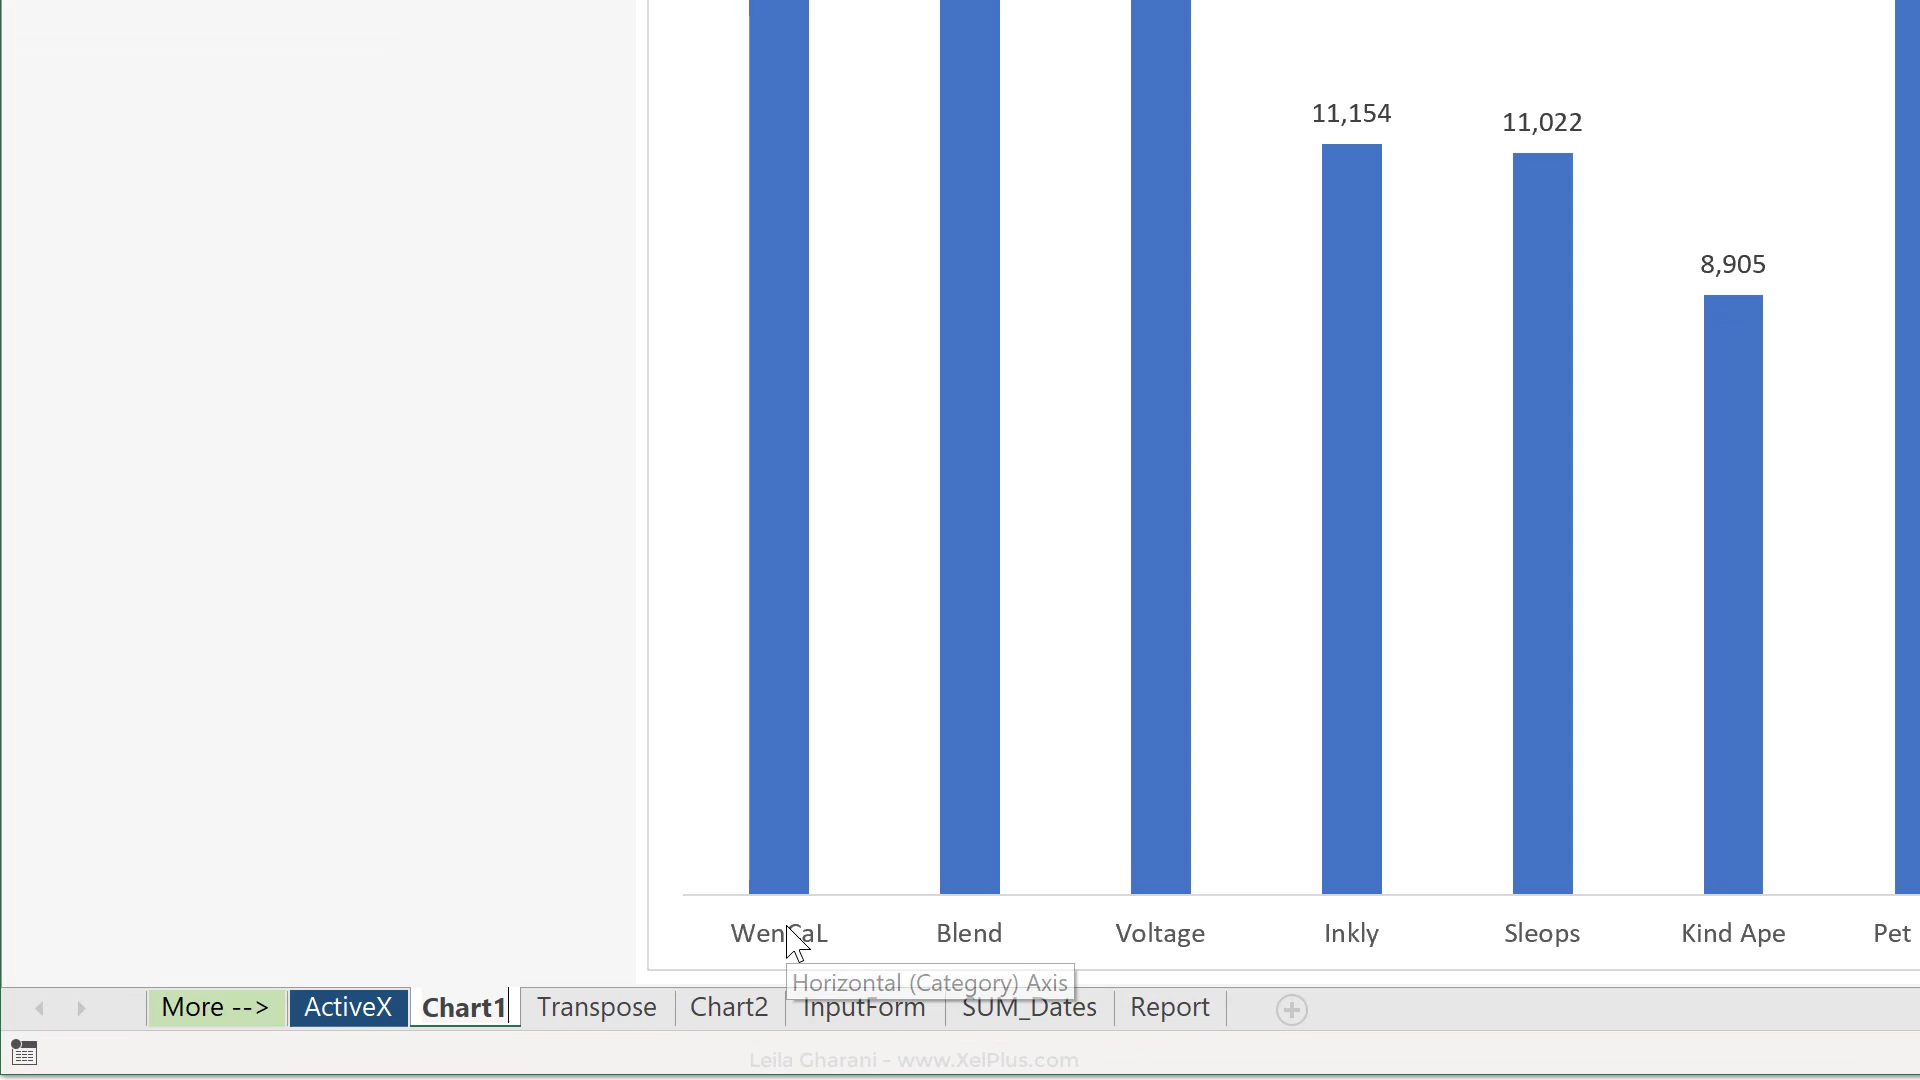 11,154
11,022
8,905
WenCaL Blend Voltage Inkly Sleops Kind Ape Pet
Horizontal (Category) Axis
More --> ActiveX Chart1 Transpose Chart2 InputForm SUM_Dates Report
Leila Gharani - www.XelPlus.com